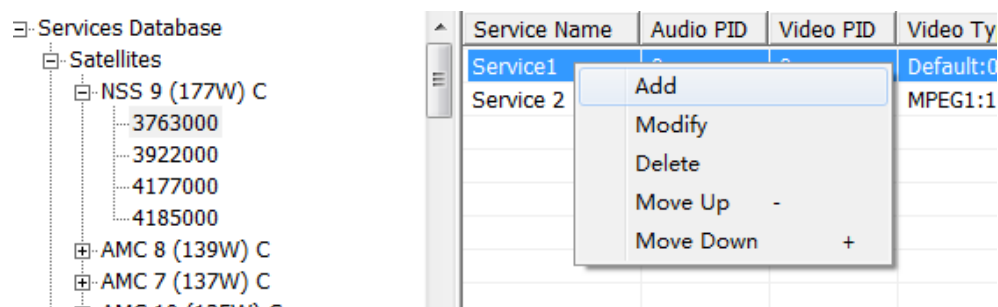 Services Database
Satellites
NSS 9 (177W) C
3763000
3922000
4177000
4185000
AMC 8 (139W) C
AMC 7 (137W) C
Service Name Audio PID Video PID Video Ty
Service1 Default:0
Service 2 MPEG1:1
Add
Modify
Delete
Move Up -
Move Down +